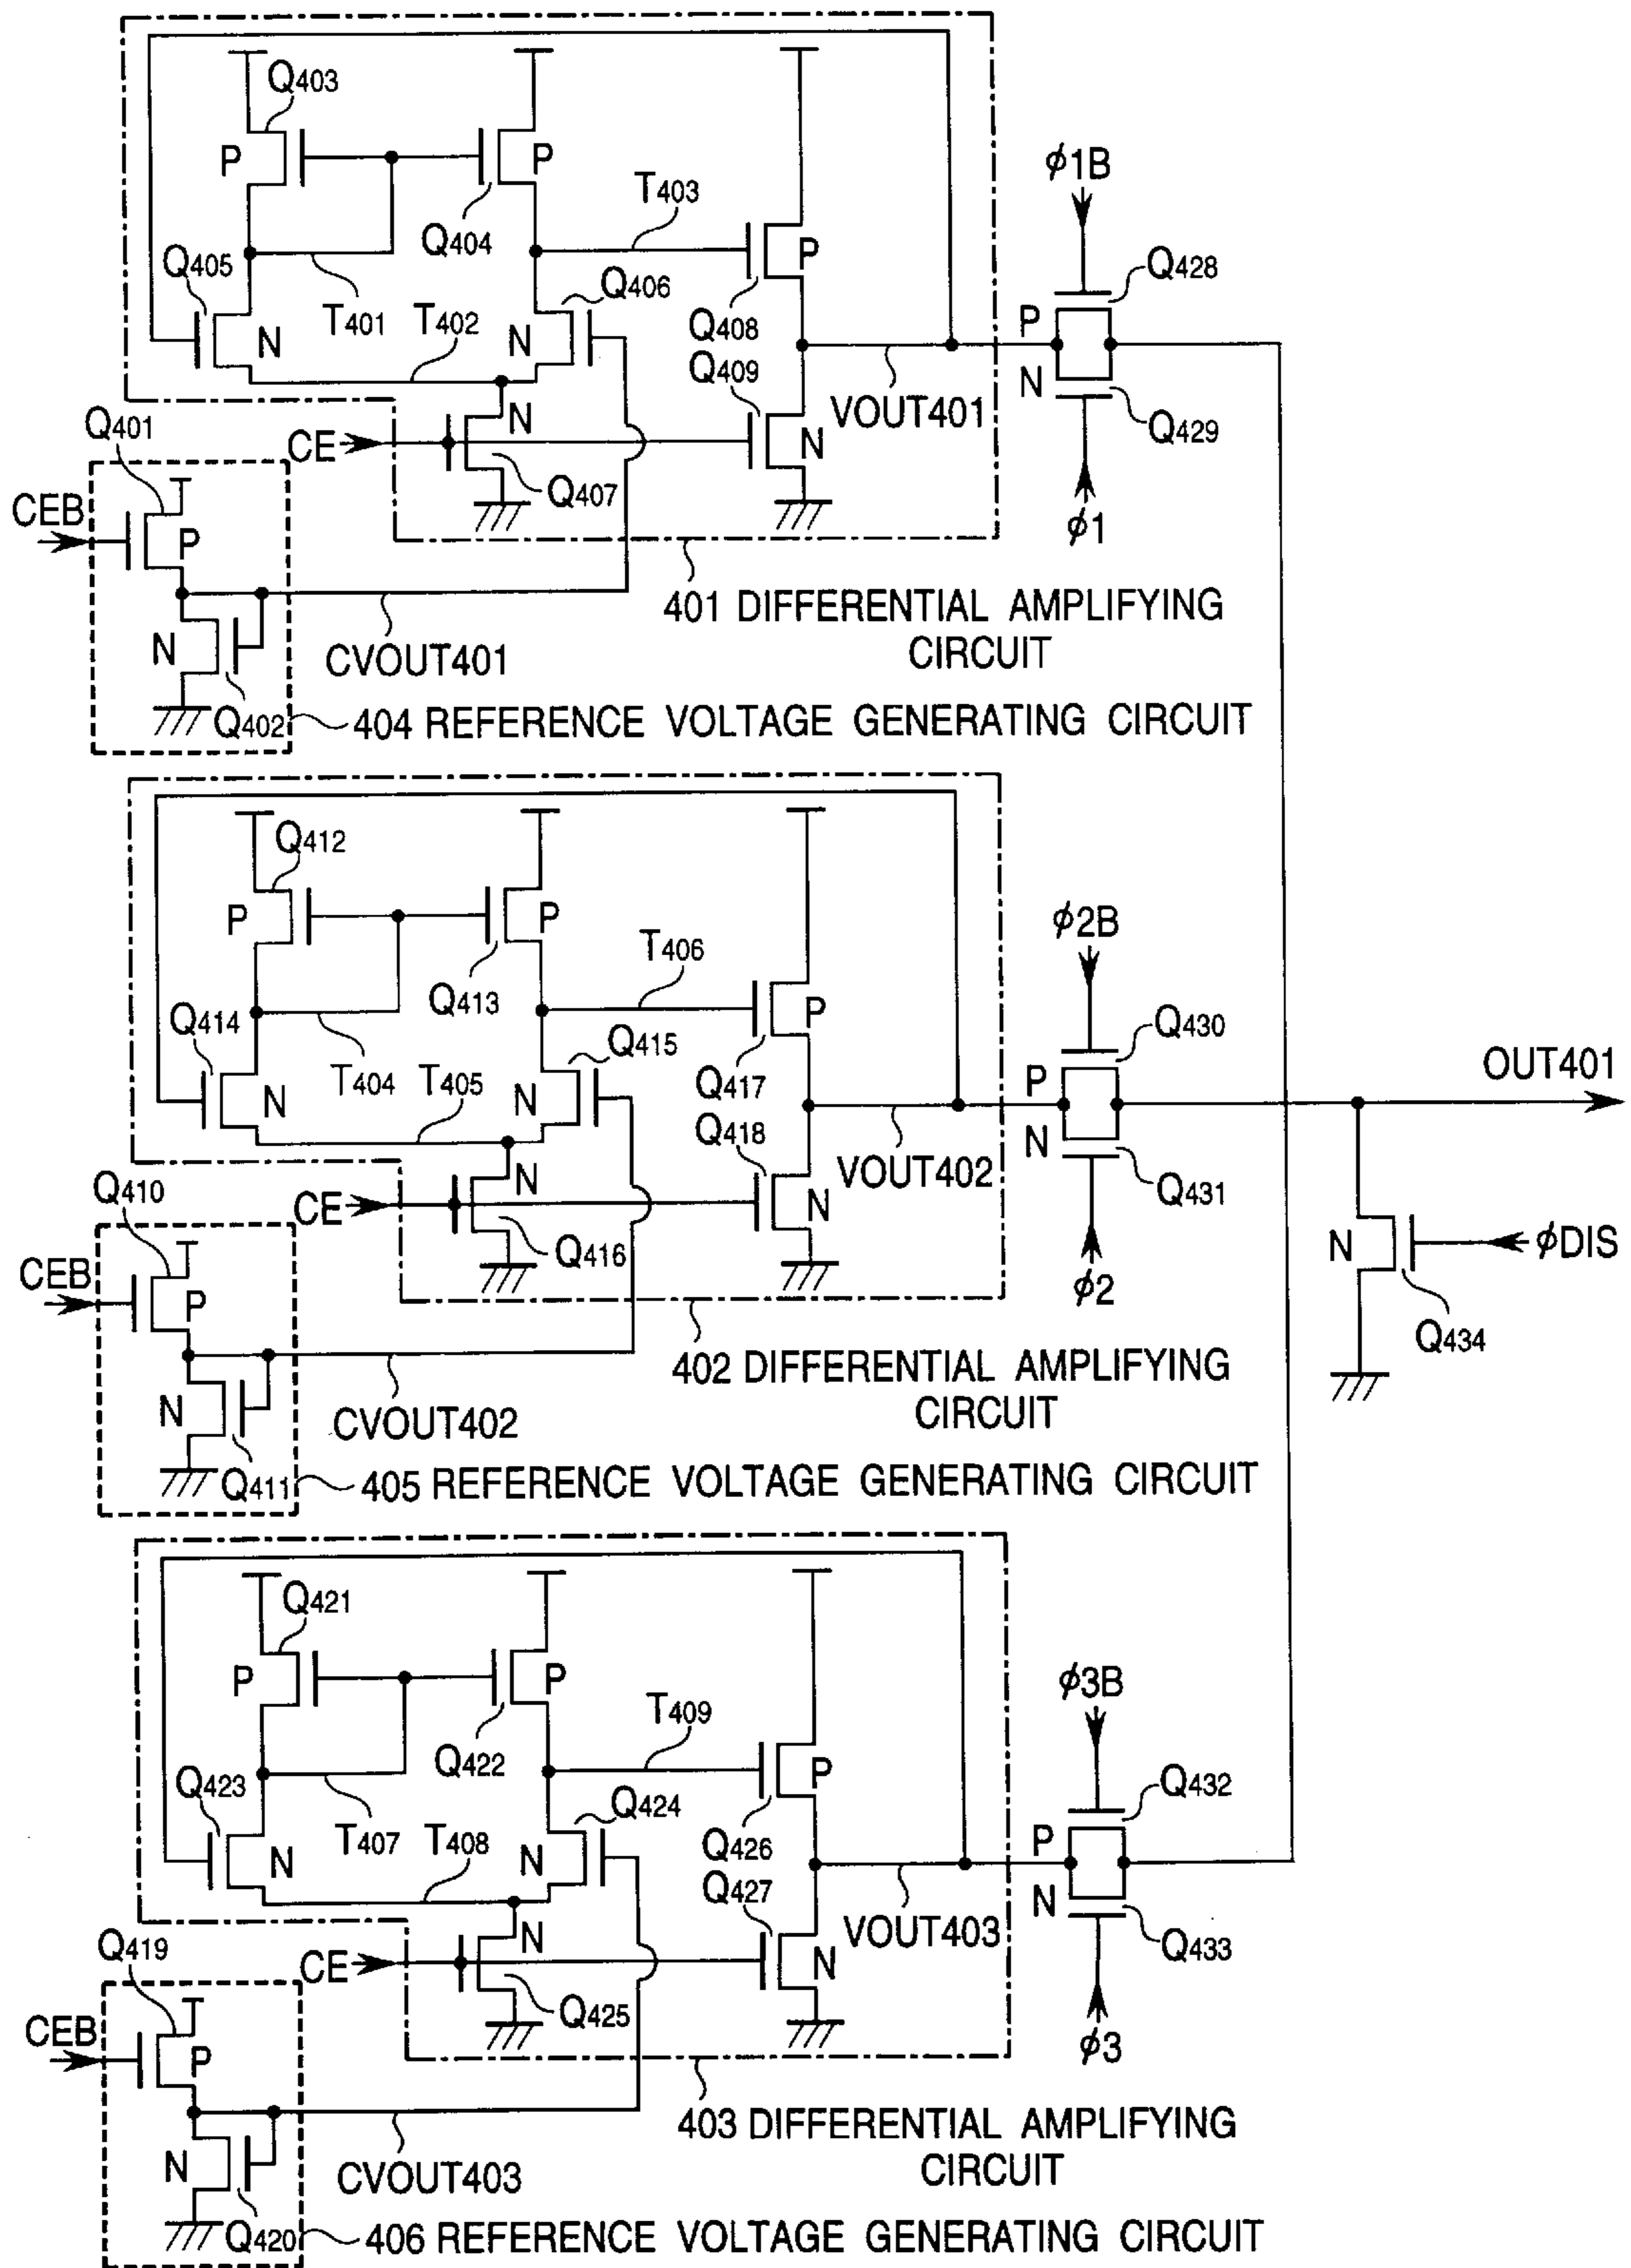 Q403
P
P
Q404
T403
Q405
T401
T402
N
N
Q406
Q408
P
Q409
VOUT401
φ1B
Q428
P
N
Q429
φ1
CE
N
Q407
N
Q401
CEB
P
N
Q402
CVOUT401
401 DIFFERENTIAL AMPLIFYING
CIRCUIT
404 REFERENCE VOLTAGE GENERATING CIRCUIT
Q412
P
P
Q413
T406
Q414
T404
T405
N
N
Q415
Q417
P
Q418
VOUT402
φ2B
Q430
P
N
Q431
φ2
OUT401
N
φDIS
Q434
CE
N
Q416
N
Q410
CEB
P
N
Q411
CVOUT402
402 DIFFERENTIAL AMPLIFYING
CIRCUIT
405 REFERENCE VOLTAGE GENERATING CIRCUIT
Q421
P
P
Q422
T409
Q423
T407
T408
N
N
Q424
Q426
P
Q427
VOUT403
φ3B
Q432
P
N
Q433
φ3
CE
N
Q425
N
Q419
CEB
P
N
Q420
CVOUT403
403 DIFFERENTIAL AMPLIFYING
CIRCUIT
406 REFERENCE VOLTAGE GENERATING CIRCUIT